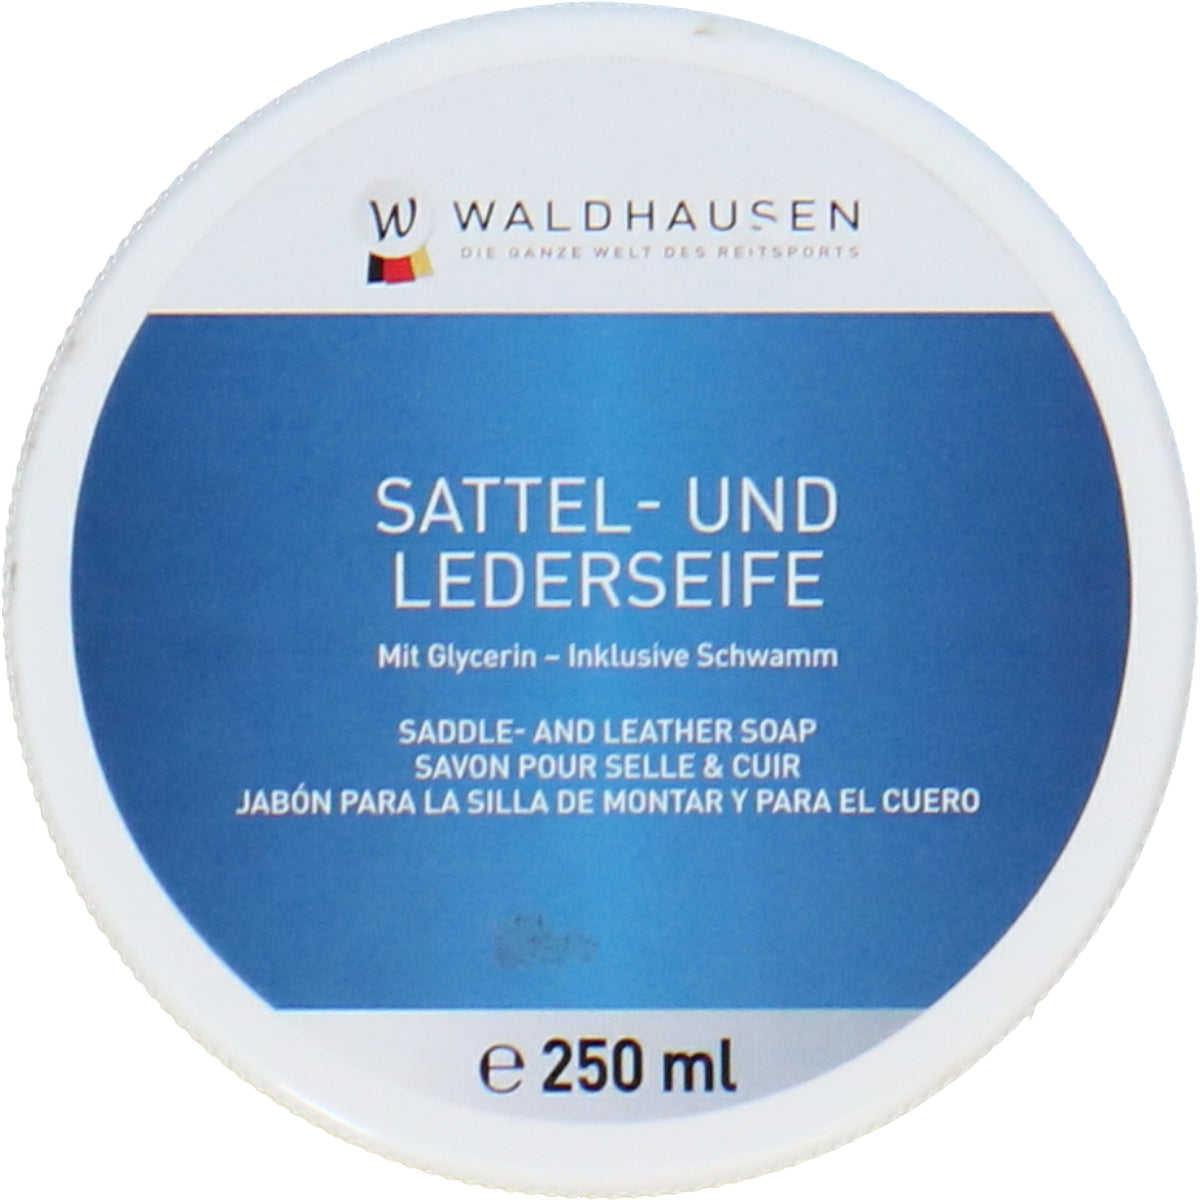 W WALDHAUSEN
DIE GANZE WELT DES REITSPORTS
SATTEL- UND
LEDERSEIFE
Mit Glycerin – Inklusive Schwamm
SADDLE- AND LEATHER SOAP
SAVON POUR SELLE & CUIR
JABÓN PARA LA SILLA DE MONTAR Y PARA EL CUERO
℮ 250 ml